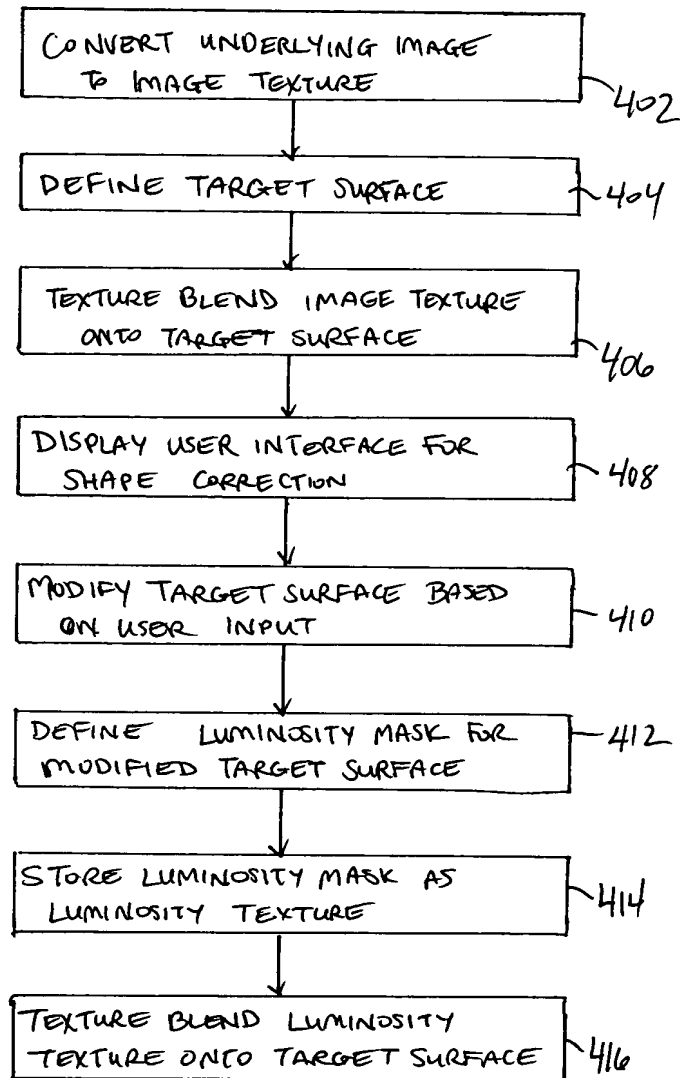 CONVERT UNDERLYING IMAGE
TO IMAGE TEXTURE
402
DEFINE TARGET SURFACE
404
TEXTURE BLEND IMAGE TEXTURE
ONTO TARGET SURFACE
406
DISPLAY USER INTERFACE FOR
SHAPE CORRECTION
408
MODIFY TARGET SURFACE BASED
ON USER INPUT
410
DEFINE LUMINOSITY MASK FOR
MODIFIED TARGET SURFACE
412
STORE LUMINOSITY MASK AS
LUMINOSITY TEXTURE
414
TEXTURE BLEND LUMINOSITY
TEXTURE ONTO TARGET SURFACE
416